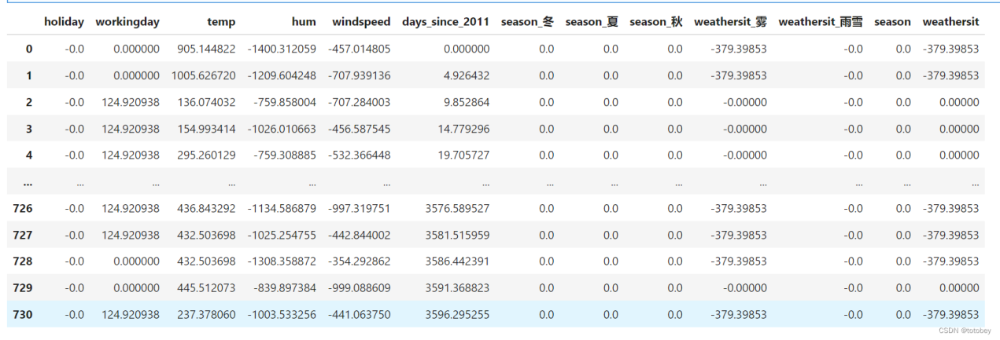 holiday workingday temp hum windspeed days_since_2011 season_冬 season_夏 season_秋 weathersit_雾 weathersit_雨雪 season weathersit
0 -0.0 0.000000 905.144822 -1400.312059 -457.014805 0.000000 0.0 0.0 0.0 -379.39853 -0.0 0.0 -379.39853
1 -0.0 0.000000 1005.626720 -1209.604248 -707.939136 4.926432 0.0 0.0 0.0 -379.39853 -0.0 0.0 -379.39853
2 -0.0 124.920938 136.074032 -759.858004 -707.284003 9.852864 0.0 0.0 0.0 -0.00000 -0.0 0.0 0.00000
3 -0.0 124.920938 154.993414 -1026.010663 -456.587545 14.779296 0.0 0.0 0.0 -0.00000 -0.0 0.0 0.00000
4 -0.0 124.920938 295.260129 -759.308885 -532.366448 19.705727 0.0 0.0 0.0 -0.00000 -0.0 0.0 0.00000
... ... ... ... ... ... ... ... ... ... ... ... ... ...
726 -0.0 124.920938 436.843292 -1134.586879 -997.319751 3576.589527 0.0 0.0 0.0 -379.39853 -0.0 0.0 -379.39853
727 -0.0 124.920938 432.503698 -1025.254755 -442.844002 3581.515959 0.0 0.0 0.0 -379.39853 -0.0 0.0 -379.39853
728 -0.0 0.000000 432.503698 -1308.358872 -354.292862 3586.442391 0.0 0.0 0.0 -379.39853 -0.0 0.0 -379.39853
729 -0.0 0.000000 445.512073 -839.897384 -999.088609 3591.368823 0.0 0.0 0.0 -0.00000 -0.0 0.0 0.00000
730 -0.0 124.920938 237.378060 -1003.533256 -441.063750 3596.295255 0.0 0.0 0.0 -379.39853 -0.0 0.0 -379.39853
CSDN @totobey